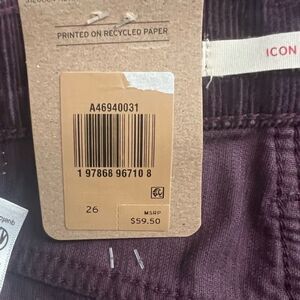 PRINTED ON RECYCLED PAPER
ICON
A46940031
1 97868 96710 8
26
MSRP
$59.50